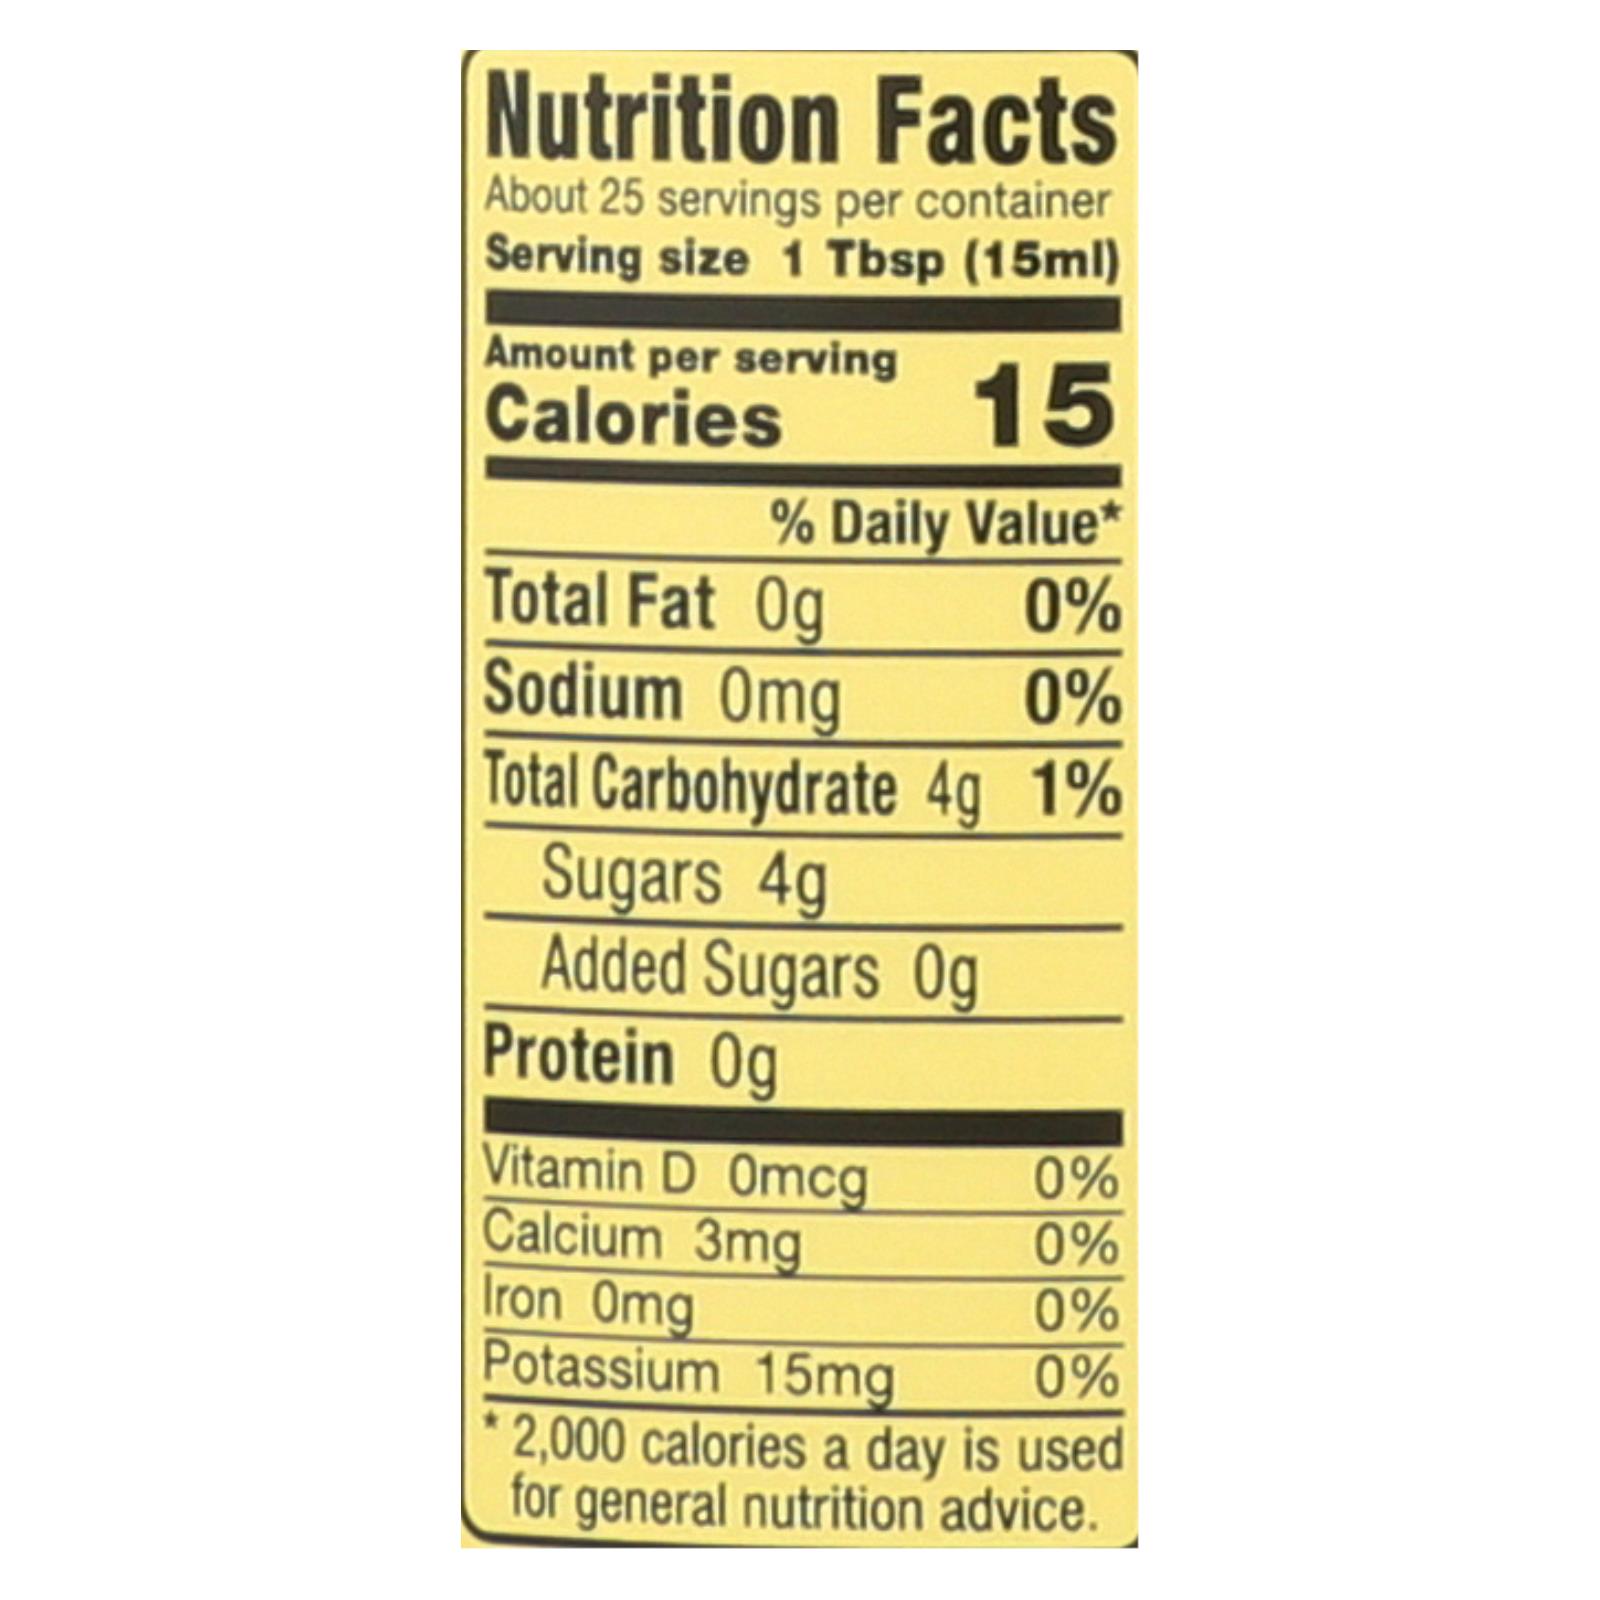 Nutrition Facts
About 25 servings per container
Serving size 1 Tbsp (15ml)
Amount per serving
Calories 15
% Daily Value*
Total Fat 0g 0%
Sodium 0mg 0%
Total Carbohydrate 4g 1%
Sugars 4g
Added Sugars 0g
Protein 0g
Vitamin D 0mcg 0%
Calcium 3mg 0%
Iron 0mg 0%
Potassium 15mg 0%
* 2,000 calories a day is used
for general nutrition advice.